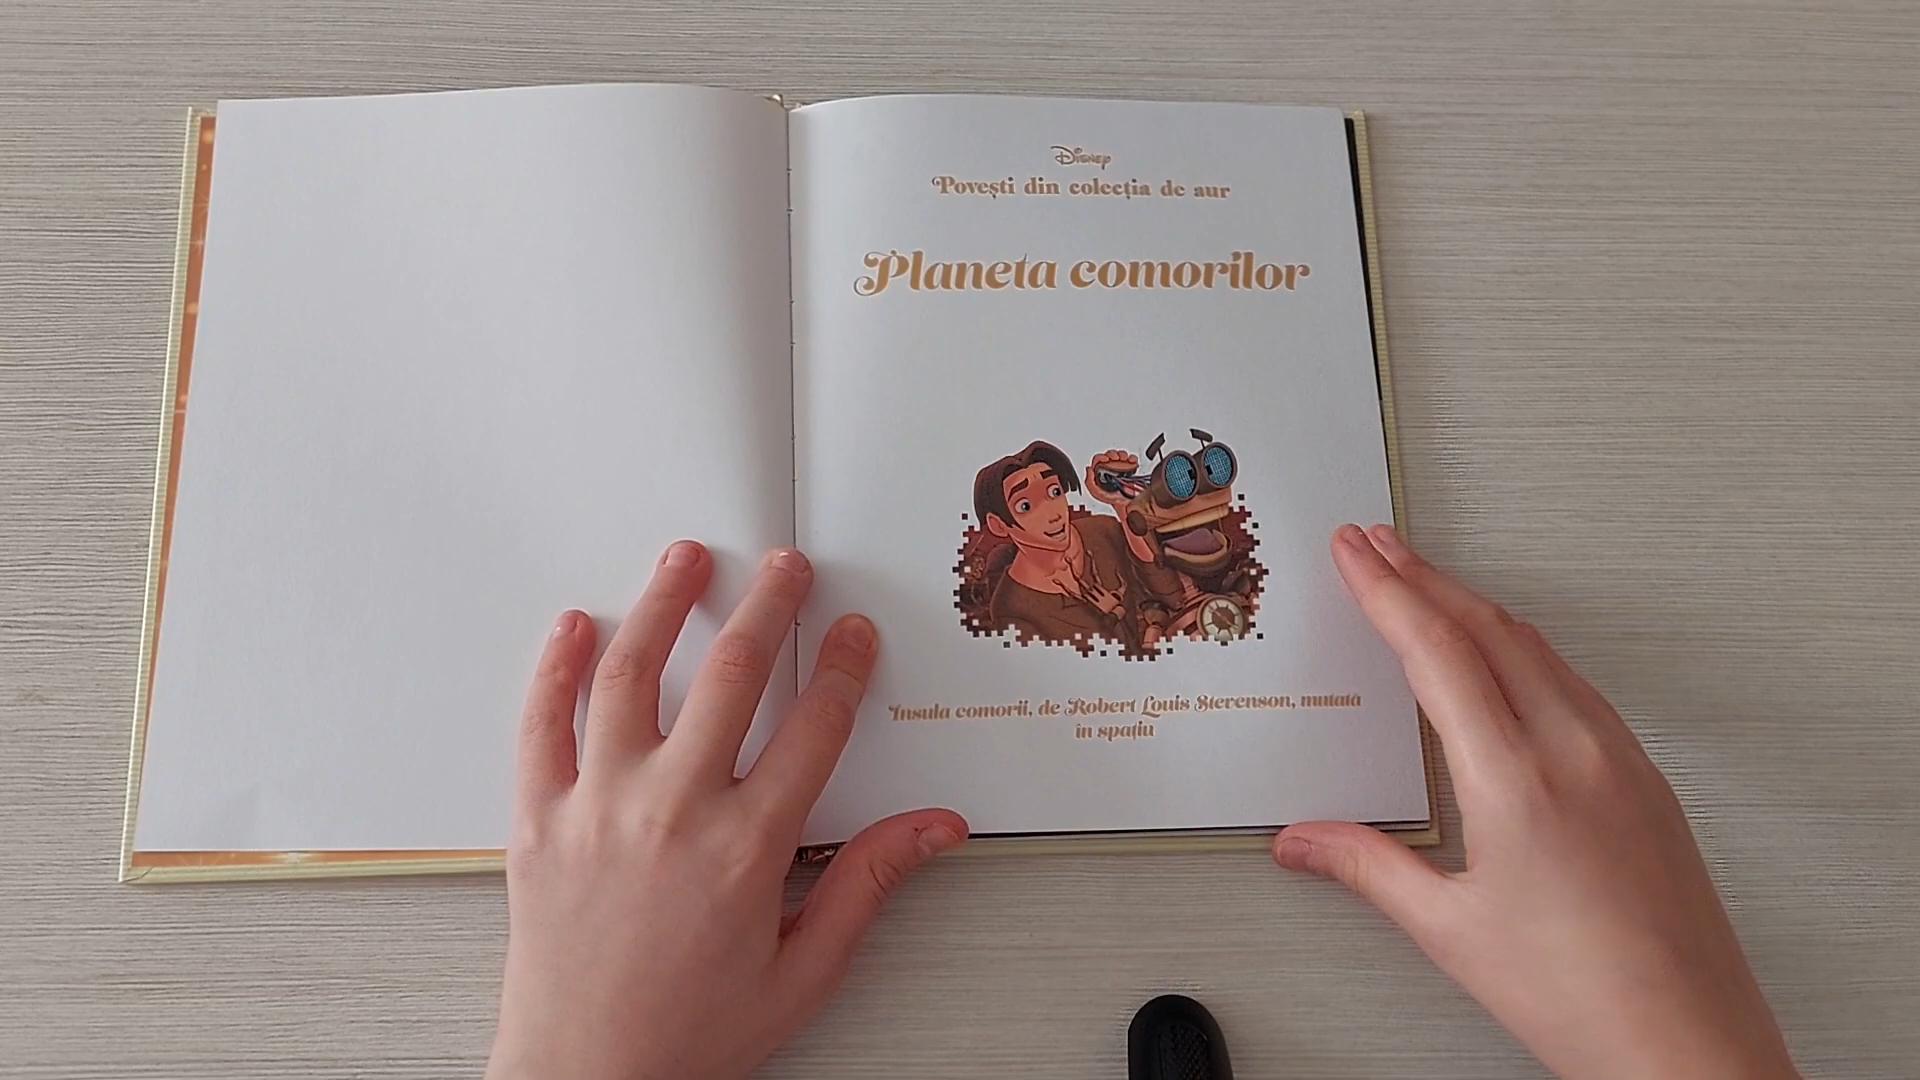 Disney
Povești din colecția de aur
Planeta comorilor
Insula comorii, de Robert Louis Stevenson, mutată
în spațiu